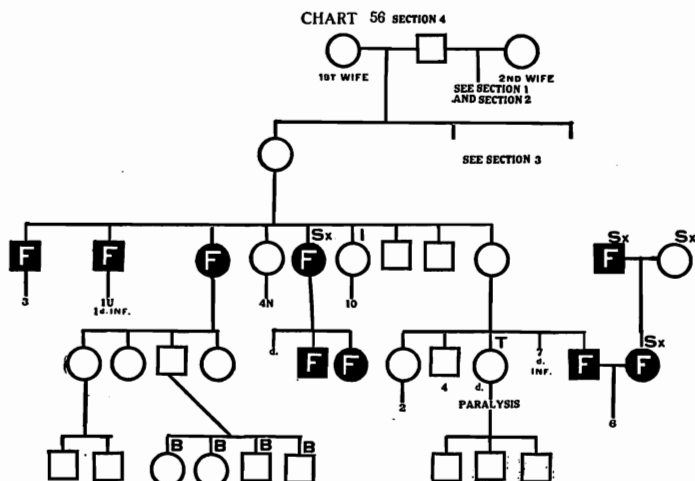 CHART 56 SECTION 4
1ST WIFE
2ND WIFE
SEE SECTION 1
AND SECTION 2
SEE SECTION 3
Sx I Sx Sx
F F F F F
3 1U 4N 10
1d. INF.
T Sx
d. F F 7 F F
d.
INF.
2 4 d. 6
PARALYSIS
B B B B